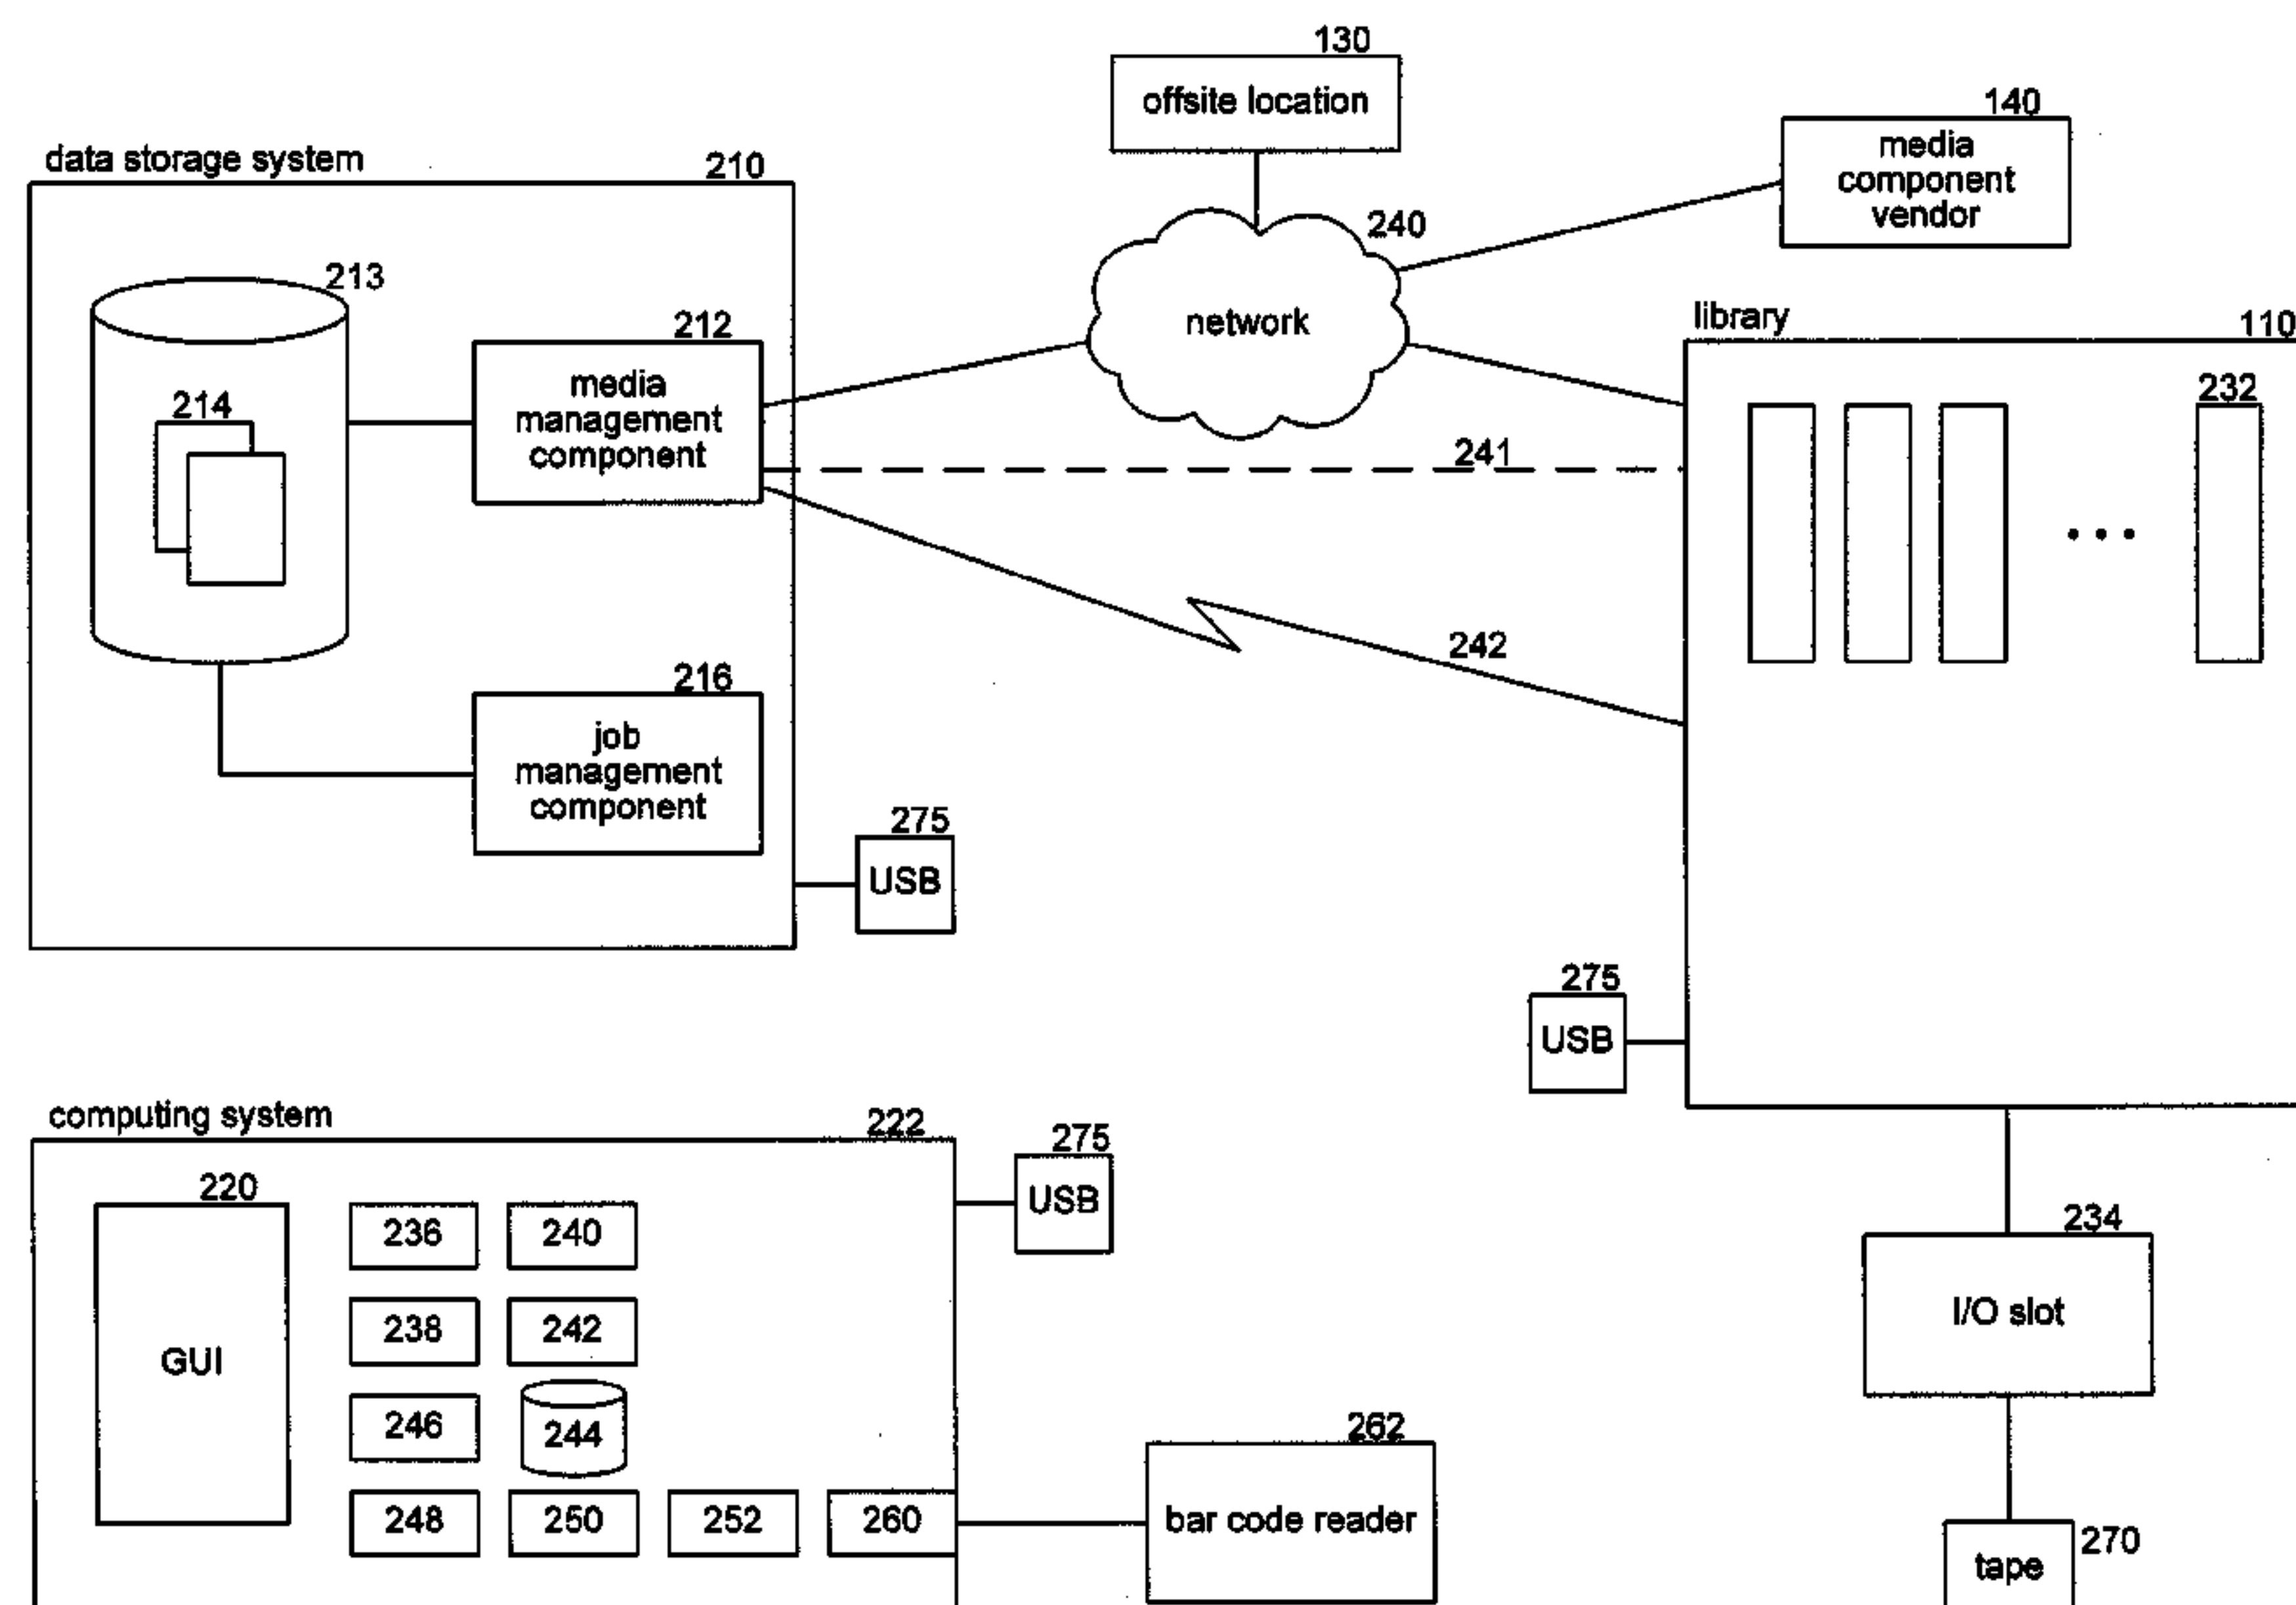 130
offsite location
140
media
component
vendor
data storage system
210
240
network
213
212
media
management
component
214
library
110
232
241
242
216
job
management
component
275
USB
275
USB
computing system
222
275
USB
220
GUI
236
240
238
242
246
244
248
250
252
260
262
bar code reader
234
I/O slot
270
tape